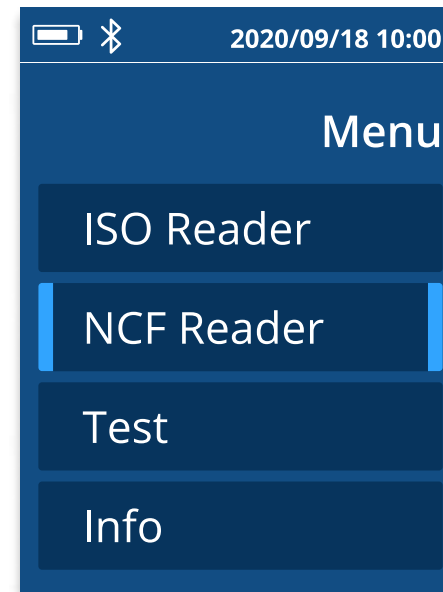 2020/09/18 10:00
Menu
ISO Reader
NCF Reader
Test
Info